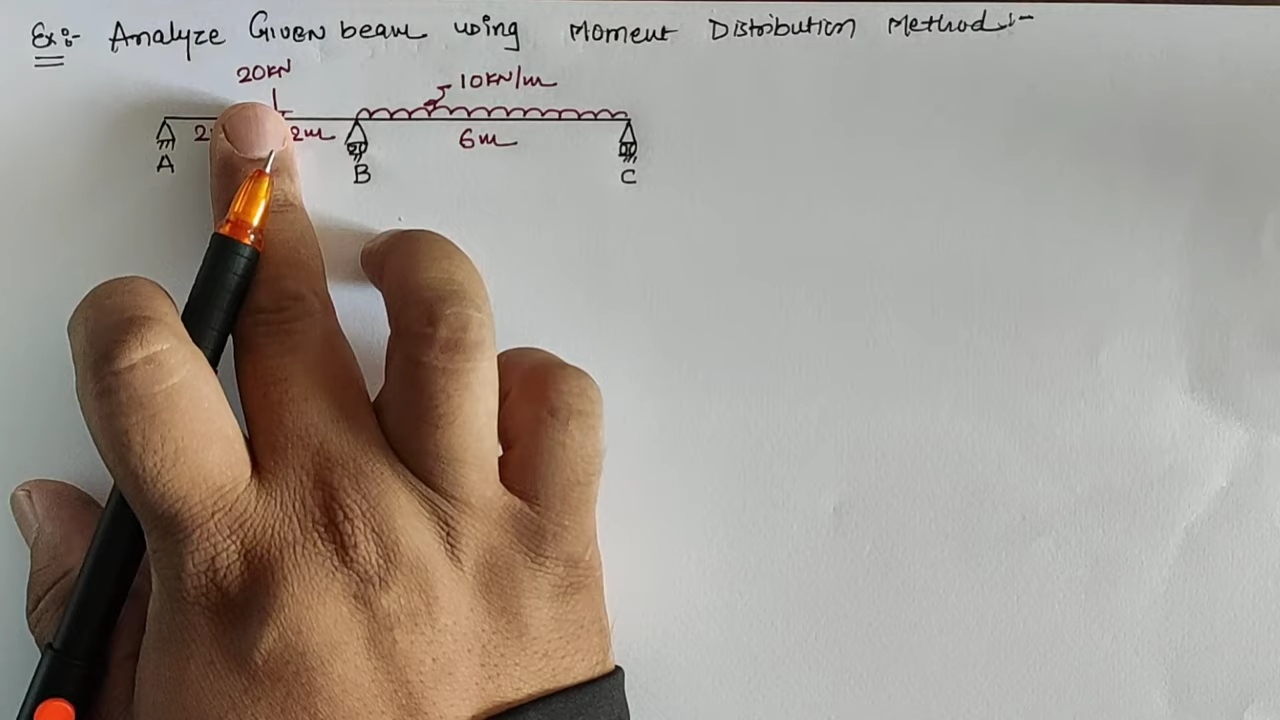 Ex:- Analyze Given beam using Moment Distribution Method :-
20KN
10KN/m
2m
6m
A
B
C